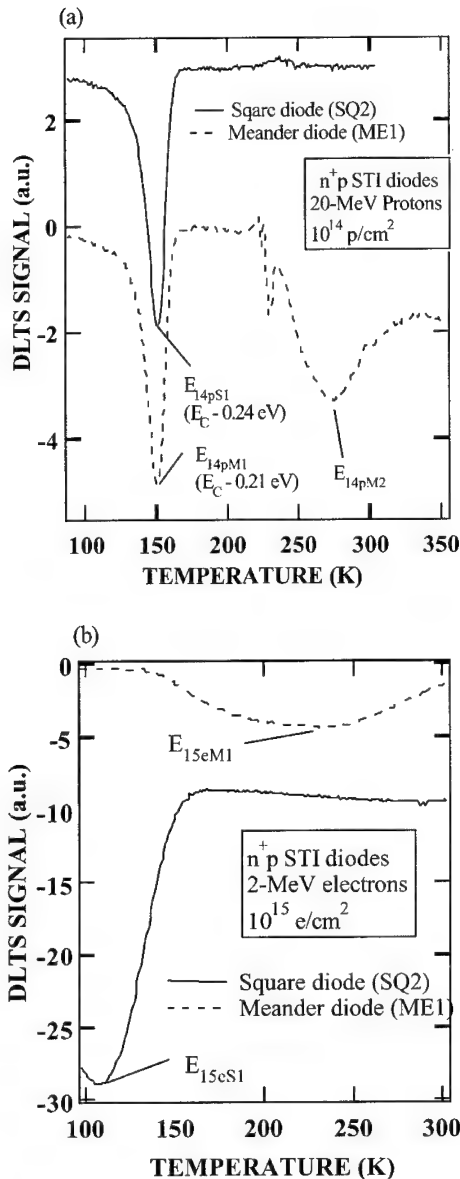 (a)
DLTS SIGNAL (a.u.)
2
0
-2
-4
Sqarc diode (SQ2)
Meander diode (ME1)
n+p STI diodes
20-MeV Protons
10^14 p/cm^2
E14pS1
(EC - 0.24 eV)
E14pM1
(EC - 0.21 eV)
E14pM2
100 150 200 250 300 350
TEMPERATURE (K)
(b)
DLTS SIGNAL (a.u.)
0
-5
-10
-15
-20
-25
-30
E15eM1
n+p STI diodes
2-MeV electrons
10^15 e/cm^2
Square diode (SQ2)
Meander diode (ME1)
E15eS1
100 150 200 250 300
TEMPERATURE (K)